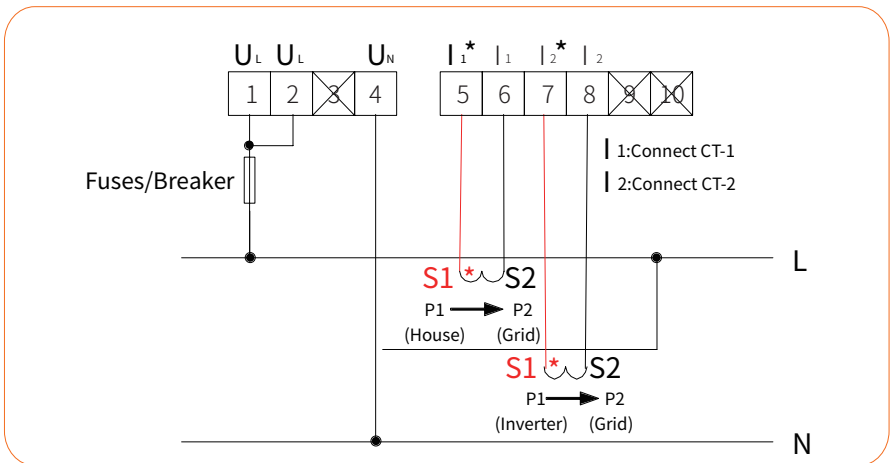 UL UL UN I1* I1 I2* I2
1 2 3 4 5 6 7 8 9 10
I 1:Connect CT-1
Fuses/Breaker
I 2:Connect CT-2
L
S1 * S2
P1 P2
(House) (Grid)
S1 * S2
P1 P2
(Inverter) (Grid)
N